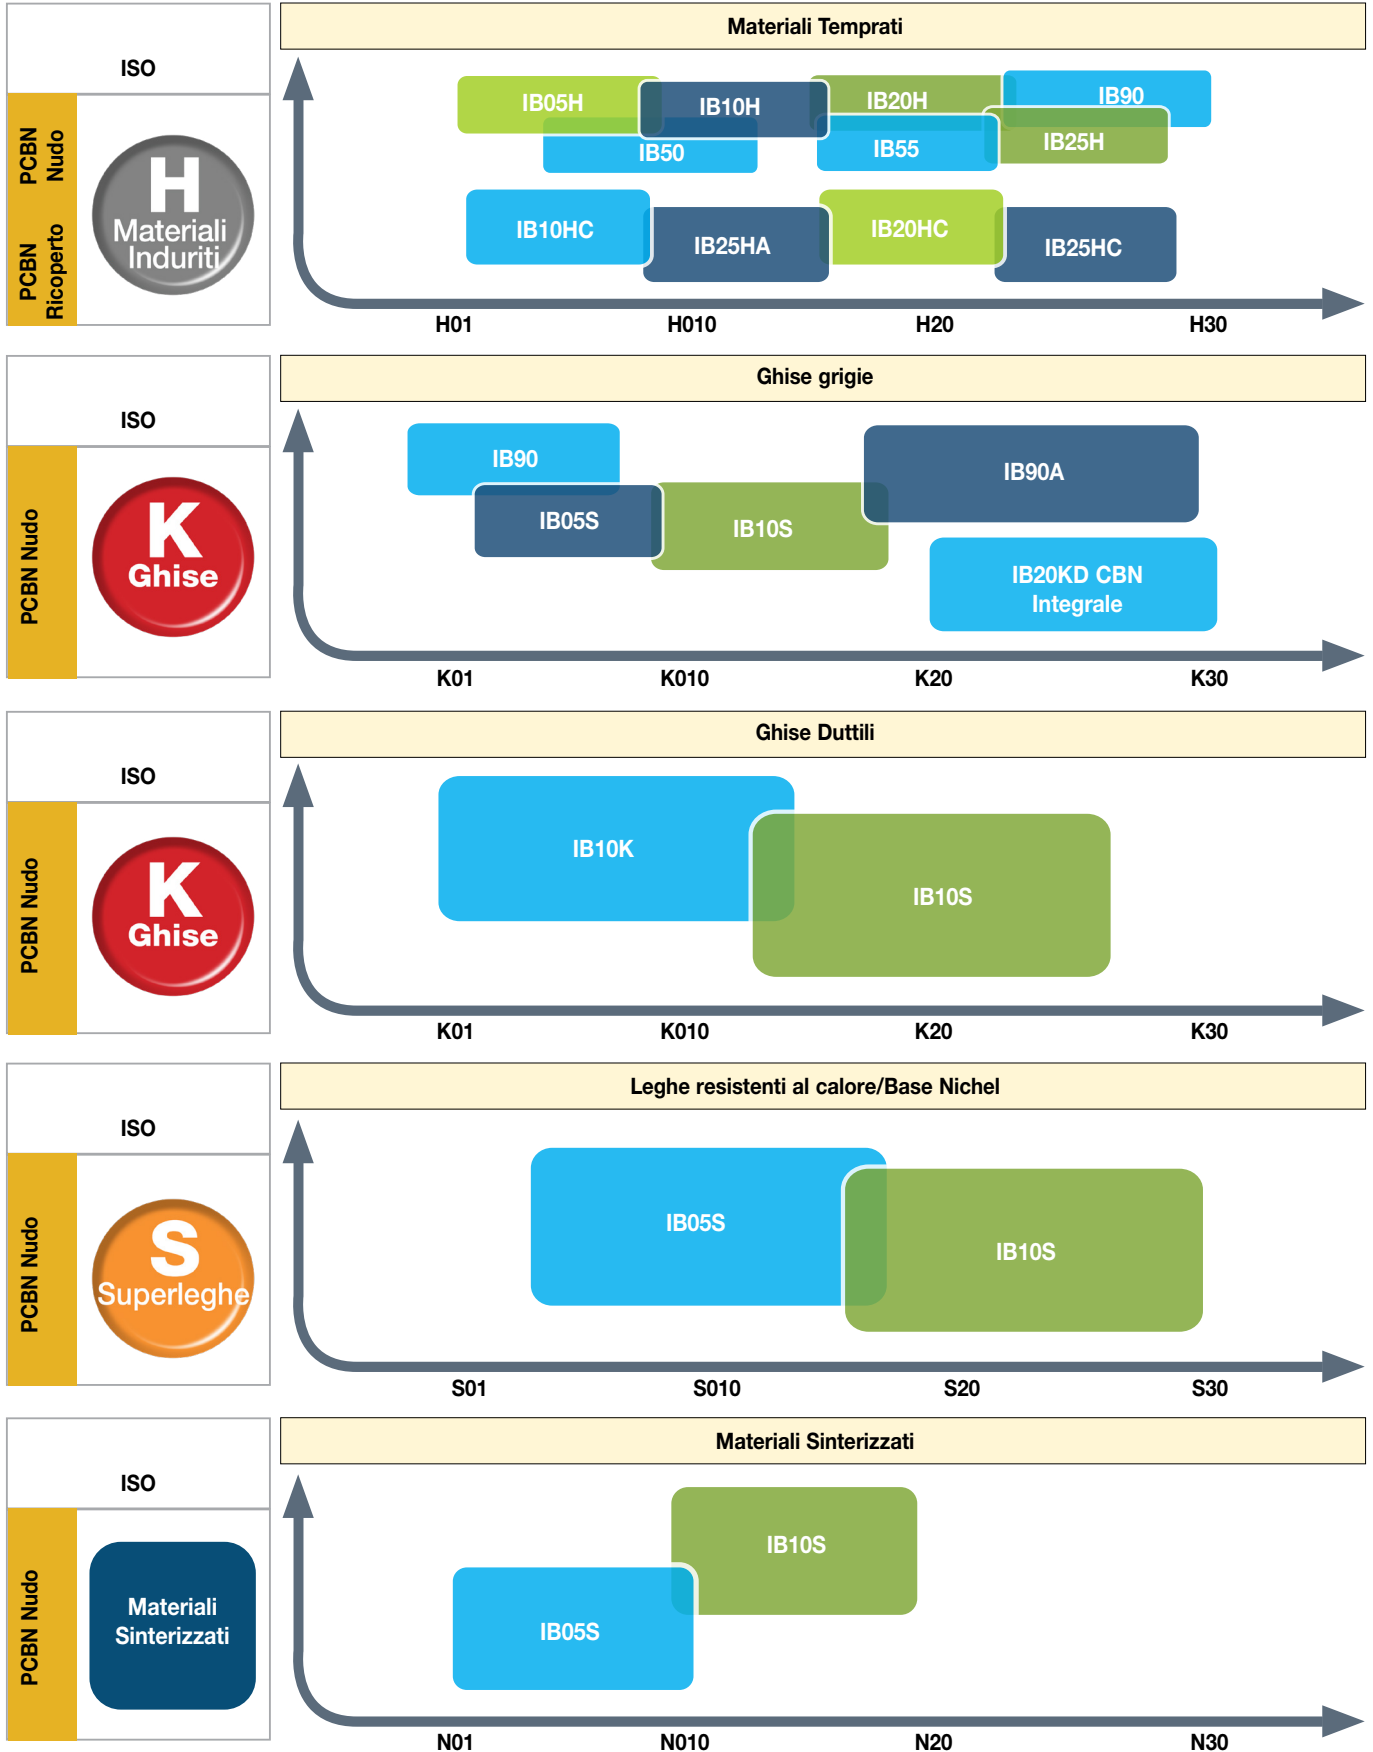 Materiali Temprati
ISO
PCBN
Nudo
PCBN
Ricoperto
H
Materiali
Induriti
IB05H
IB10H
IB20H
IB90
IB50
IB55
IB25H
IB10HC
IB25HA
IB20HC
IB25HC
H01
H010
H20
H30
Ghise grigie
ISO
PCBN Nudo
K
Ghise
IB90
IB05S
IB10S
IB90A
IB20KD CBN
Integrale
K01
K010
K20
K30
Ghise Duttili
ISO
PCBN Nudo
K
Ghise
IB10K
IB10S
K01
K010
K20
K30
Leghe resistenti al calore/Base Nichel
ISO
PCBN Nudo
S
Superleghe
IB05S
IB10S
S01
S010
S20
S30
Materiali Sinterizzati
ISO
PCBN Nudo
Materiali
Sinterizzati
IB10S
IB05S
N01
N010
N20
N30